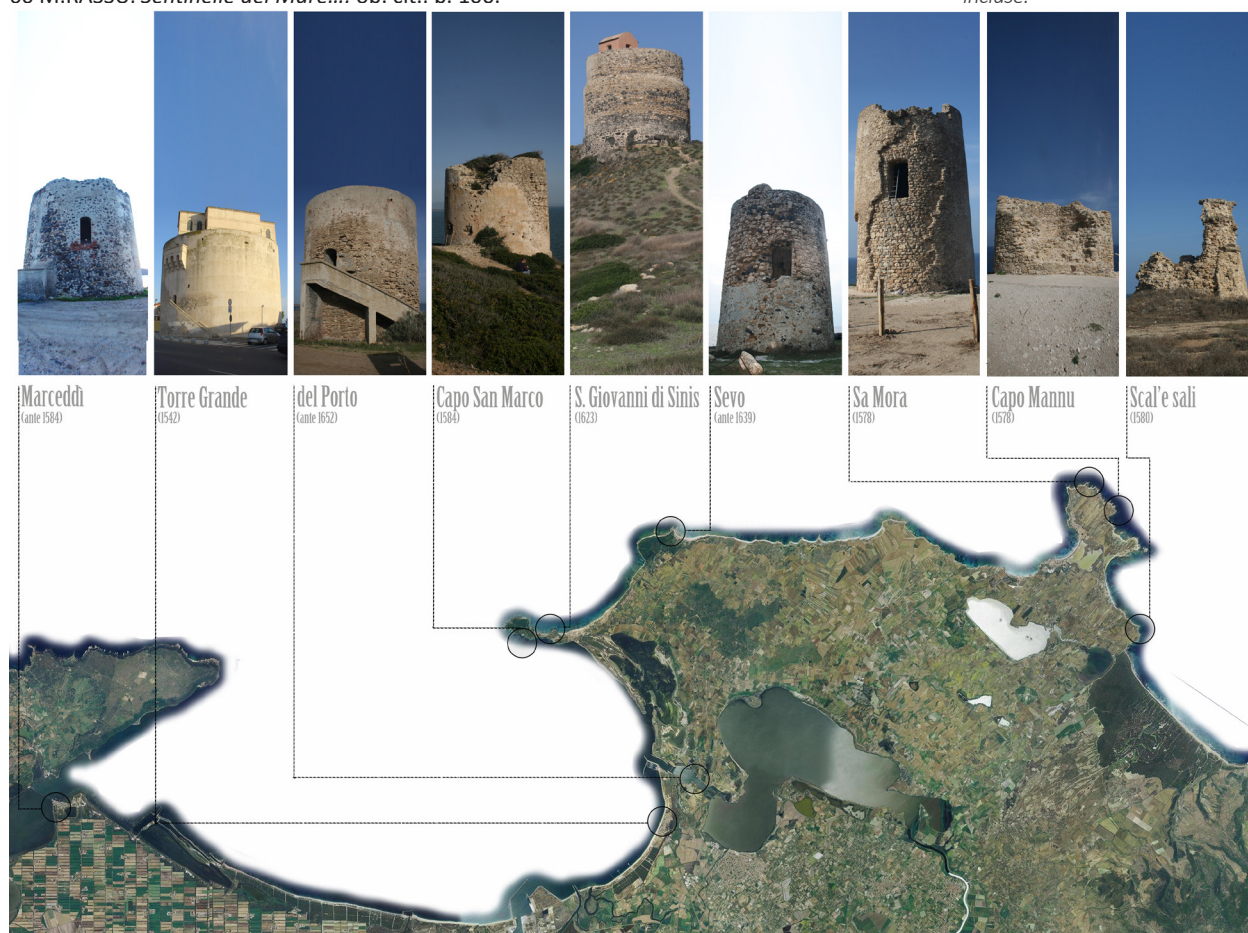 Marceddì
(ante 1584)
Torre Grande
(1542)
del Porto
(ante 1652)
Capo San Marco
(1584)
S. Giovanni di Sinis
(1623)
Sevo
(ante 1639)
Sa Mora
(1578)
Capo Mannu
(1578)
Scal'e sali
(1580)